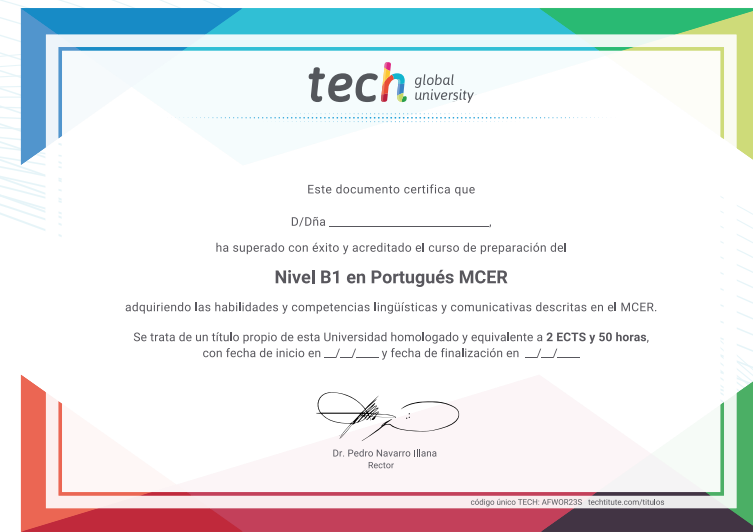 tech global university
Este documento certifica que
D/Dña ____________________,
ha superado con éxito y acreditado el curso de preparación del
Nivel B1 en Portugués MCER
adquiriendo las habilidades y competencias lingüísticas y comunicativas descritas en el MCER.
Se trata de un título propio de esta Universidad homologado y equivalente a 2 ECTS y 50 horas,
con fecha de inicio en __/__/____ y fecha de finalización en __/__/____
Dr. Pedro Navarro Illana
Rector
código único TECH: AFWOR23S techtitute.com/titulos